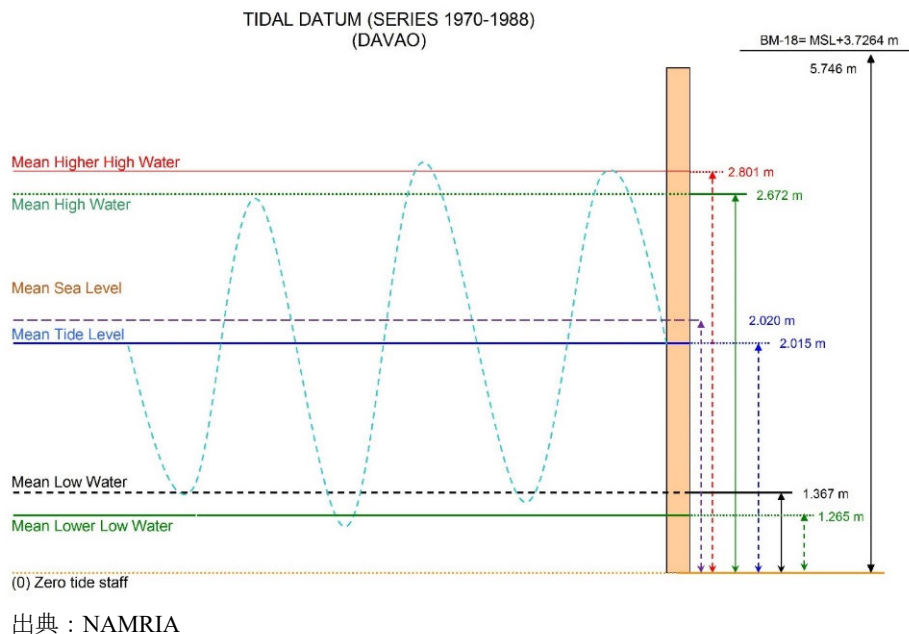 TIDAL DATUM (SERIES 1970-1988)
(DAVAO)
BM-18= MSL+3.7264 m
5.746 m
Mean Higher High Water
2.801 m
2.672 m
Mean High Water
Mean Sea Level
2.020 m
Mean Tide Level
2.015 m
Mean Low Water
1.367 m
1.265 m
Mean Lower Low Water
(0) Zero tide staff
出典：NAMRIA